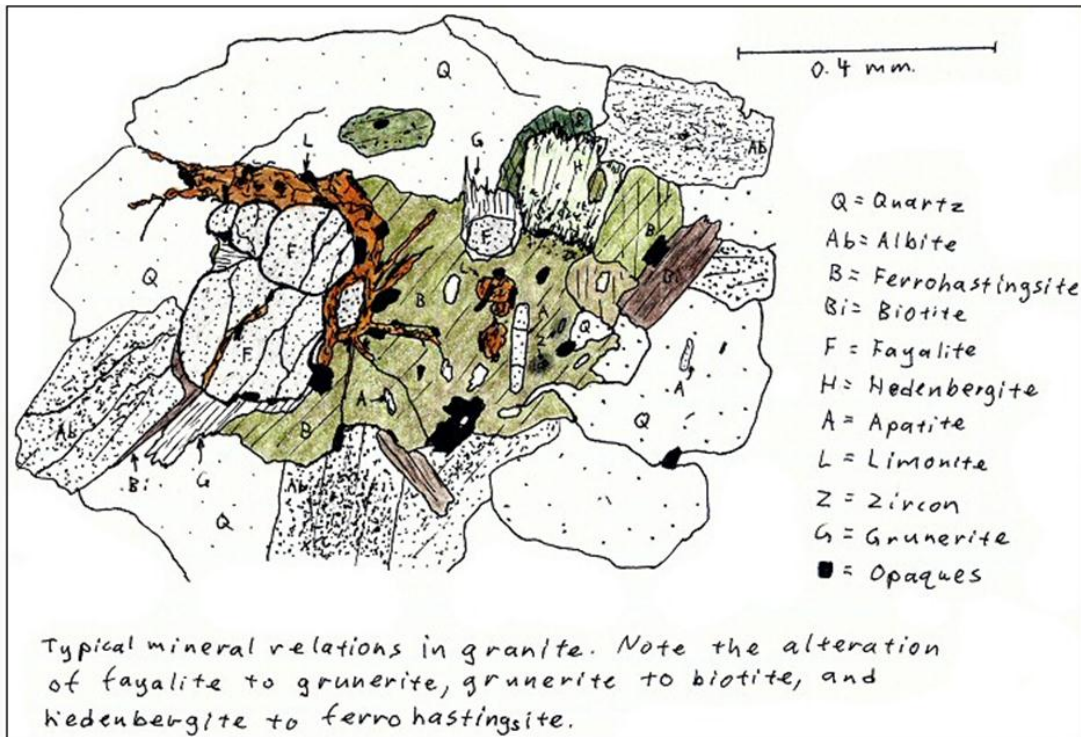 0.4 mm.
Q
L
G
A
H
Ab
Q
F
F
B
Bi
B
L
A
Z
Q
F
A
A
B
Q
Ab
Bi
G
Q
Ab
Q = Quartz
Ab = Albite
B = Ferrohastingsite
Bi = Biotite
F = Fayalite
H = Hedenbergite
A = Apatite
L = Limonite
Z = Zircon
G = Grunerite
= Opaques
Typical mineral relations in granite. Note the alteration
of fayalite to grunerite, grunerite to biotite, and
hedenbergite to ferrohastingsite.